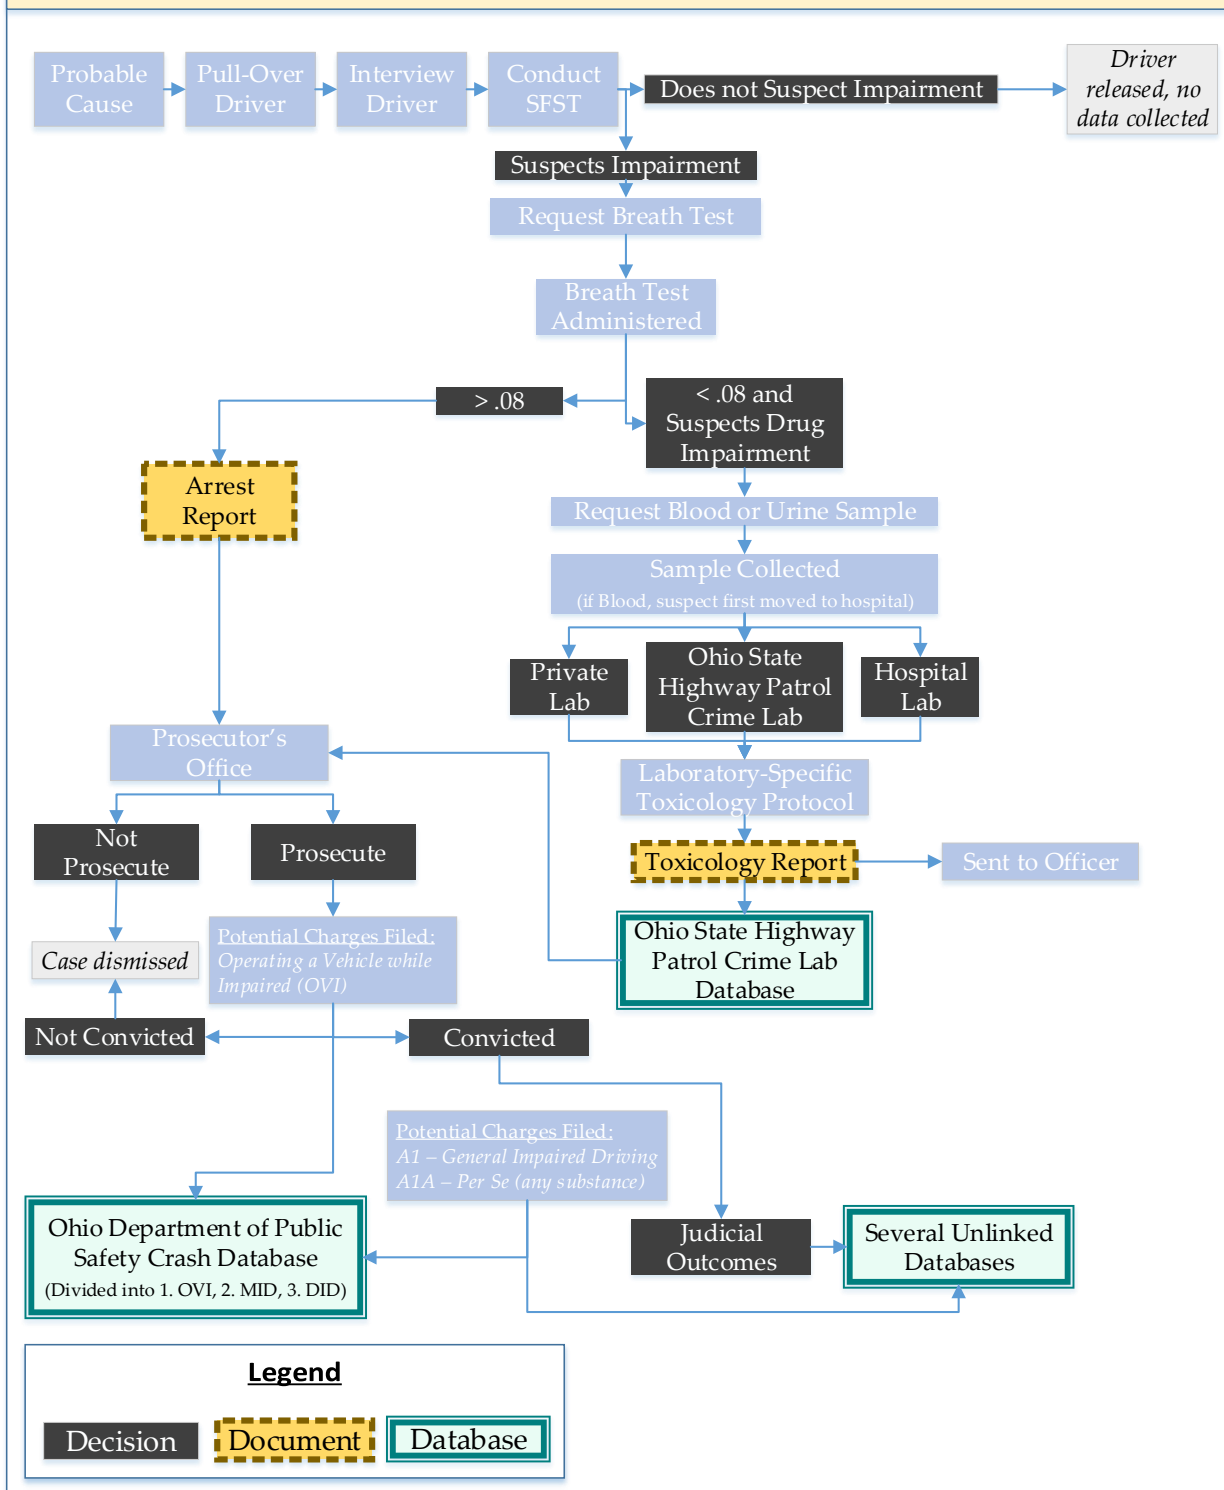 Probable
Cause
Pull-Over
Driver
Interview
Driver
Conduct
SFST
Does not Suspect Impairment
Driver
released, no
data collected
Suspects Impairment
Request Breath Test
Breath Test
Administered
> .08
< .08 and
Suspects Drug
Impairment
Arrest
Report
Request Blood or Urine Sample
Sample Collected
(if Blood, suspect first moved to hospital)
Private
Lab
Ohio State
Highway Patrol
Crime Lab
Hospital
Lab
Prosecutor's
Office
Laboratory-Specific
Toxicology Protocol
Not
Prosecute
Prosecute
Toxicology Report
Sent to Officer
Potential Charges Filed:
Operating a Vehicle while
Impaired (OVI)
Case dismissed
Ohio State Highway
Patrol Crime Lab
Database
Not Convicted
Convicted
Potential Charges Filed:
A1 – General Impaired Driving
A1A – Per Se (any substance)
Ohio Department of Public
Safety Crash Database
(Divided into 1. OVI, 2. MID, 3. DID)
Judicial
Outcomes
Several Unlinked
Databases
Legend
Decision
Document
Database